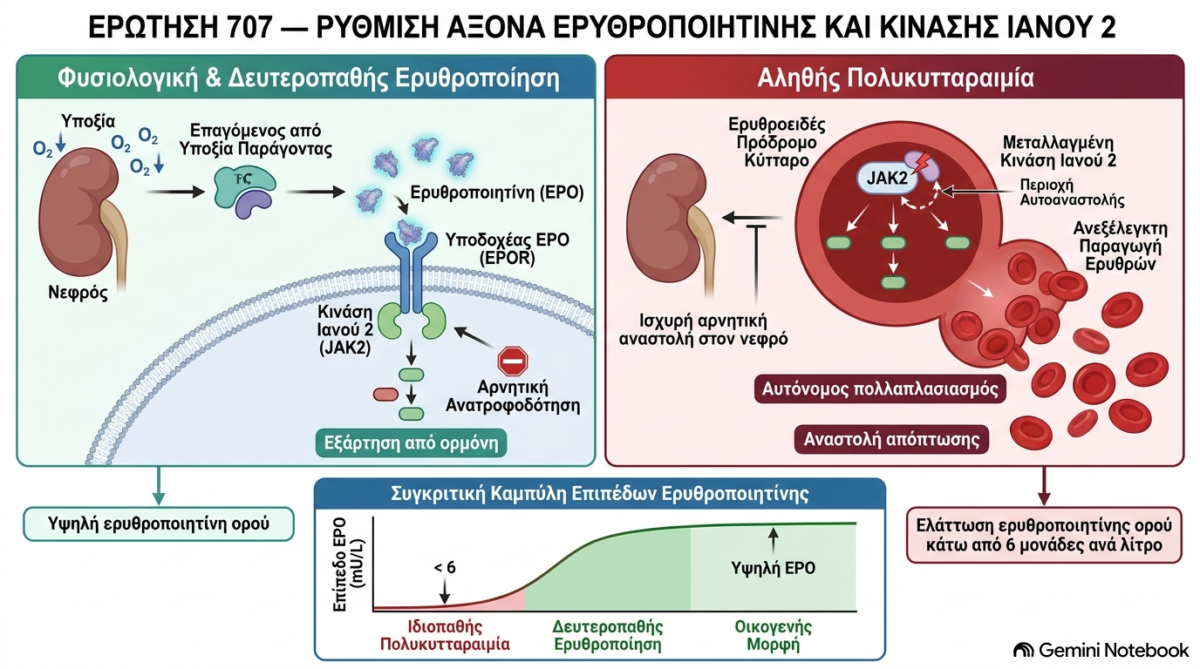 ΕΡΩΤΗΣΗ 707 — ΡΥΘΜΙΣΗ ΑΞΟΝΑ ΕΡΥΘΡΟΠΟΙΗΤΙΝΗΣ ΚΑΙ ΚΙΝΑΣΗΣ ΙΑΝΟΥ 2
Φυσιολογική & Δευτεροπαθής Ερυθροποίηση
Υποξία
O₂
O₂
O₂
O₂
Επαγόμενος από
Υποξία Παράγοντας
Ερυθροποιητίνη (EPO)
Υποδοχέας EPO
(EPOR)
Νεφρός
Κινάση
Ιανού 2
(JAK2)
Αρνητική
Ανατροφοδότηση
Εξάρτηση από ορμόνη
Υψηλή ερυθροποιητίνη ορού
Αληθής Πολυκυτταραιμία
Ερυθροειδές
Πρόδρομο
Κύτταρο
JAK2
Μεταλλαγμένη
Κινάση Ιανού 2
Περιοχή
Αυτοαναστολής
Ανεξέλεγκτη
Παραγωγή
Ερυθρών
Ισχυρή αρνητική
αναστολή στον νεφρό
Αυτόνομος πολλαπλασιασμός
Αναστολή απόπτωσης
Ελάττωση ερυθροποιητίνης ορού
κάτω από 6 μονάδες ανά λίτρο
Συγκριτική Καμπύλη Επιπέδων Ερυθροποιητίνης
Επίπεδο EPO
(mU/L)
< 6
Υψηλή EPO
Ιδιοπαθής
Πολυκυτταραιμία
Δευτεροπαθής
Ερυθροποίηση
Οικογενής
Μορφή
Gemini Notebook